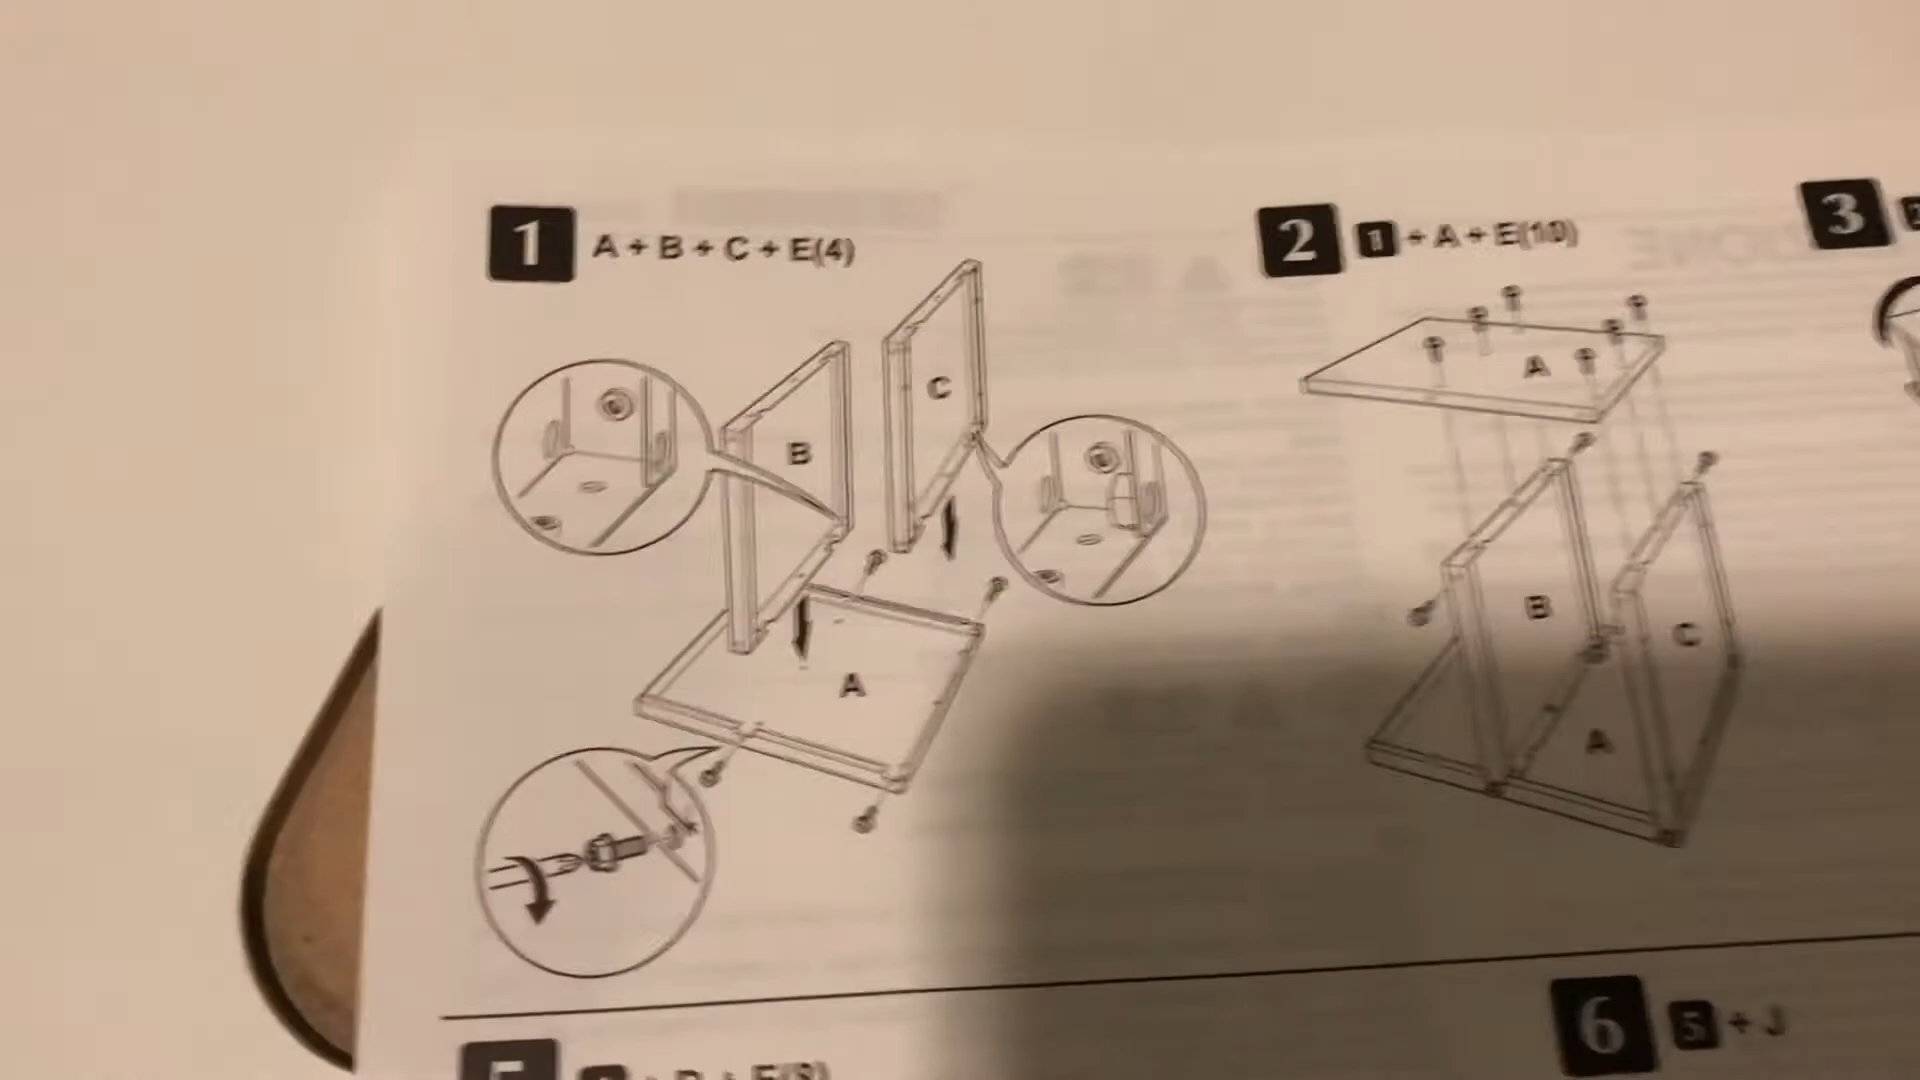 1 A + B + C + E(4)
B
C
A
2 1 + A + E(10)
A
B
C
A
3
6 5 + J